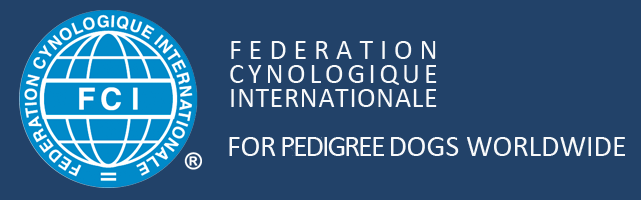 FEDERATION CYNOLOGIQUE INTERNATIONALE
FCI
®
FEDERATION
CYNOLOGIQUE
INTERNATIONALE
FOR PEDIGREE DOGS WORLDWIDE